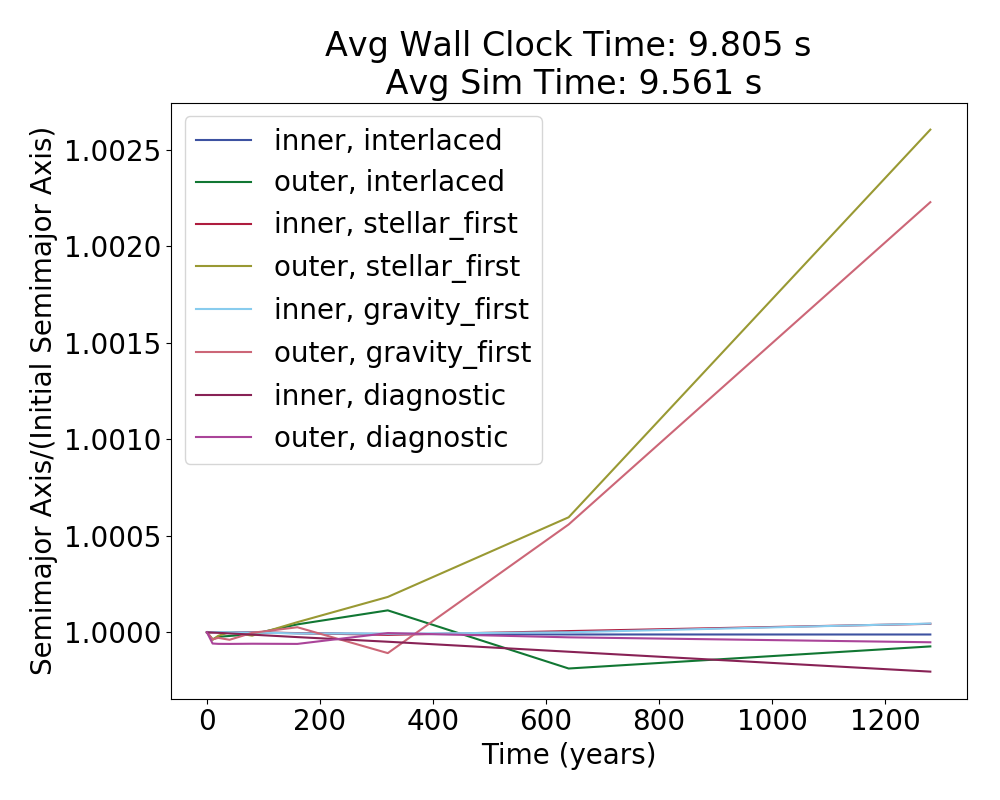 Avg Wall Clock Time: 9.805 s
Avg Sim Time: 9.561 s
Semimajor Axis/(Initial Semimajor Axis)
1.0025
1.0020
1.0015
1.0010
1.0005
1.0000
inner, interlaced
outer, interlaced
inner, stellar_first
outer, stellar_first
inner, gravity_first
outer, gravity_first
inner, diagnostic
outer, diagnostic
0 200 400 600 800 1000 1200
Time (years)